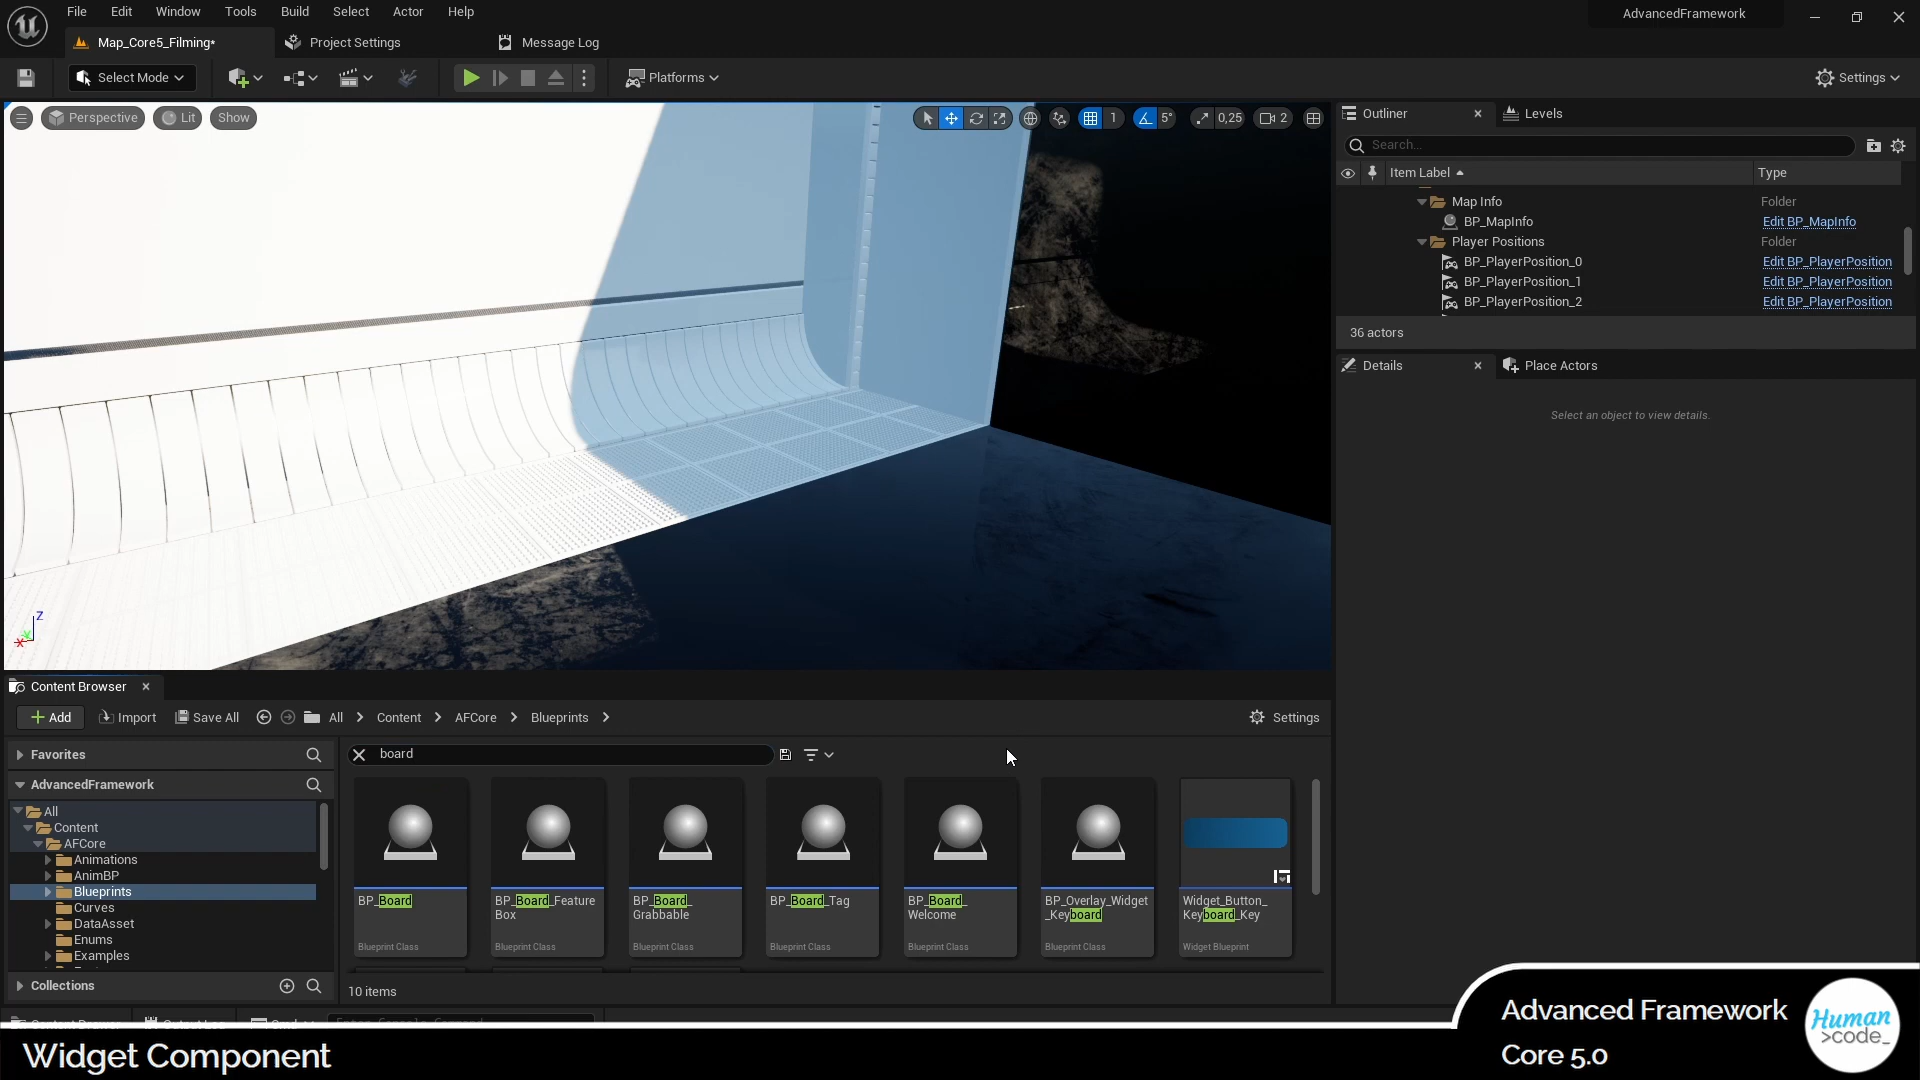 File Edit Window Tools Build Select Actor Help
AdvancedFramework
Map_Core5_Filming*
Project Settings
Message Log
Select Mode
Platforms
Settings
Perspective
Lit
Show
1
5°
0,25
2
Outliner
Levels
Search...
Item Label
Type
Map Info
Folder
BP_MapInfo
Edit BP_MapInfo
Player Positions
Folder
BP_PlayerPosition_0
Edit BP_PlayerPosition
BP_PlayerPosition_1
Edit BP_PlayerPosition
BP_PlayerPosition_2
Edit BP_PlayerPosition
36 actors
Details
Place Actors
Select an object to view details.
Z
X
Y
Content Browser
Add
Import
Save All
All
Content
AFCore
Blueprints
Settings
Favorites
AdvancedFramework
All
Content
AFCore
Animations
AnimBP
Blueprints
Curves
DataAsset
Enums
Examples
Collections
board
BP_Board
Blueprint Class
BP_Board_Feature
Box
Blueprint Class
BP_Board_
Grabbable
Blueprint Class
BP_Board_Tag
Blueprint Class
BP_Board_
Welcome
Blueprint Class
BP_Overlay_Widget
_Keyboard
Blueprint Class
Widget_Button_
Keyboard_Key
Widget Blueprint
10 items
Widget Component
Advanced Framework
Core 5.0
Human
>code_